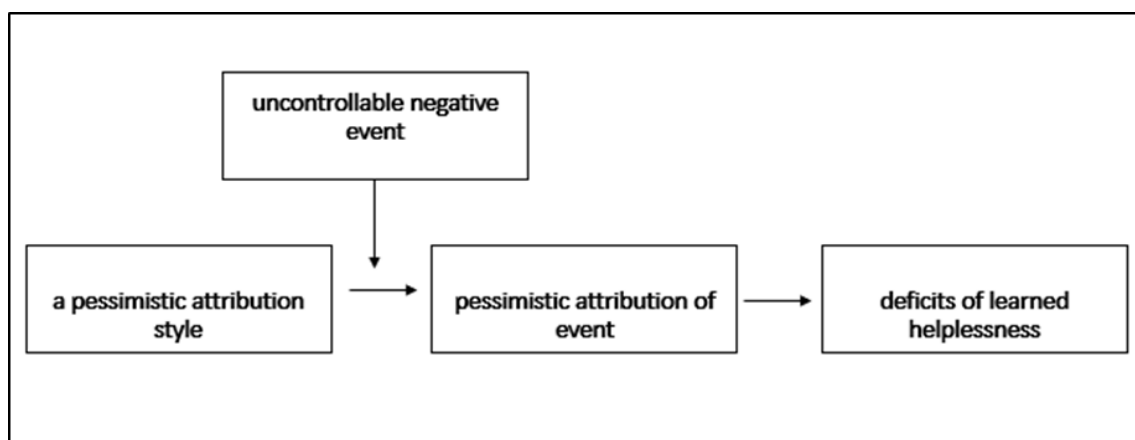 uncontrollable negative
event
a pessimistic attribution
style
pessimistic attribution of
event
deficits of learned
helplessness